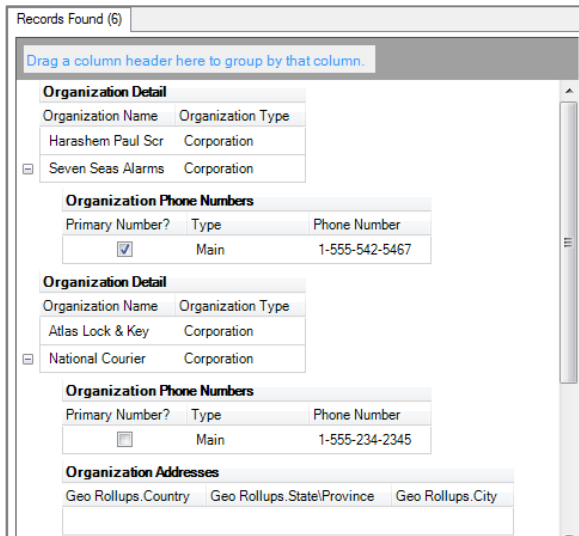 Records Found (6)
Drag a column header here to group by that column.
Organization Detail
Organization Name Organization Type
Harashem Paul Scr Corporation
Seven Seas Alarms Corporation
Organization Phone Numbers
Primary Number? Type Phone Number
Main 1-555-542-5467
Organization Detail
Organization Name Organization Type
Atlas Lock & Key Corporation
National Courier Corporation
Organization Phone Numbers
Primary Number? Type Phone Number
Main 1-555-234-2345
Organization Addresses
Geo Rollups.Country Geo Rollups.State\Province Geo Rollups.City